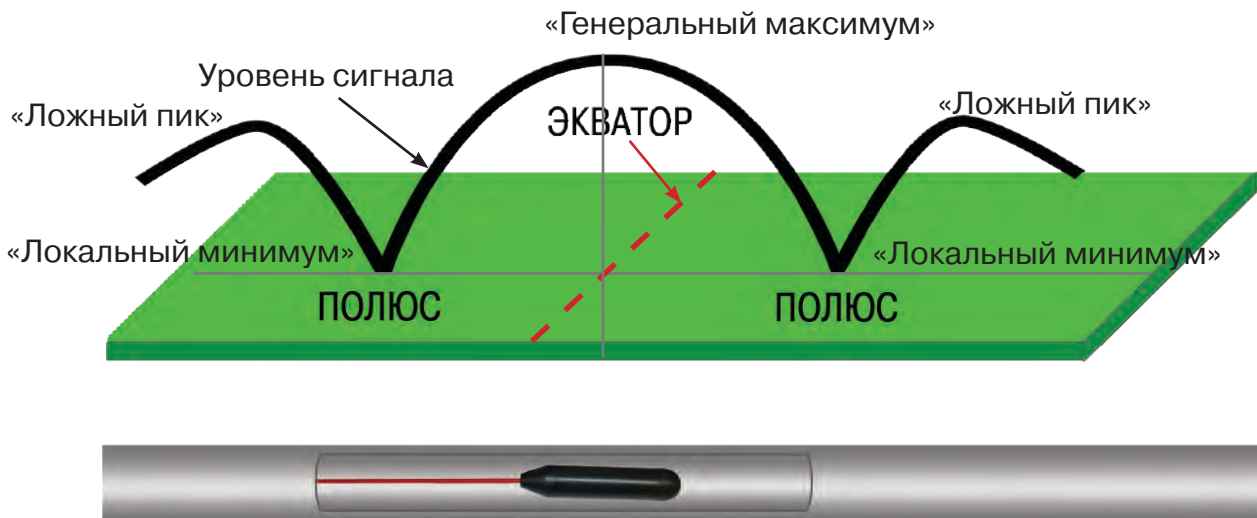 «Генеральный максимум»
Уровень сигнала
«Ложный пик»
«Ложный пик»
ЭКВАТОР
«Локальный минимум»
«Локальный минимум»
ПОЛЮС
ПОЛЮС